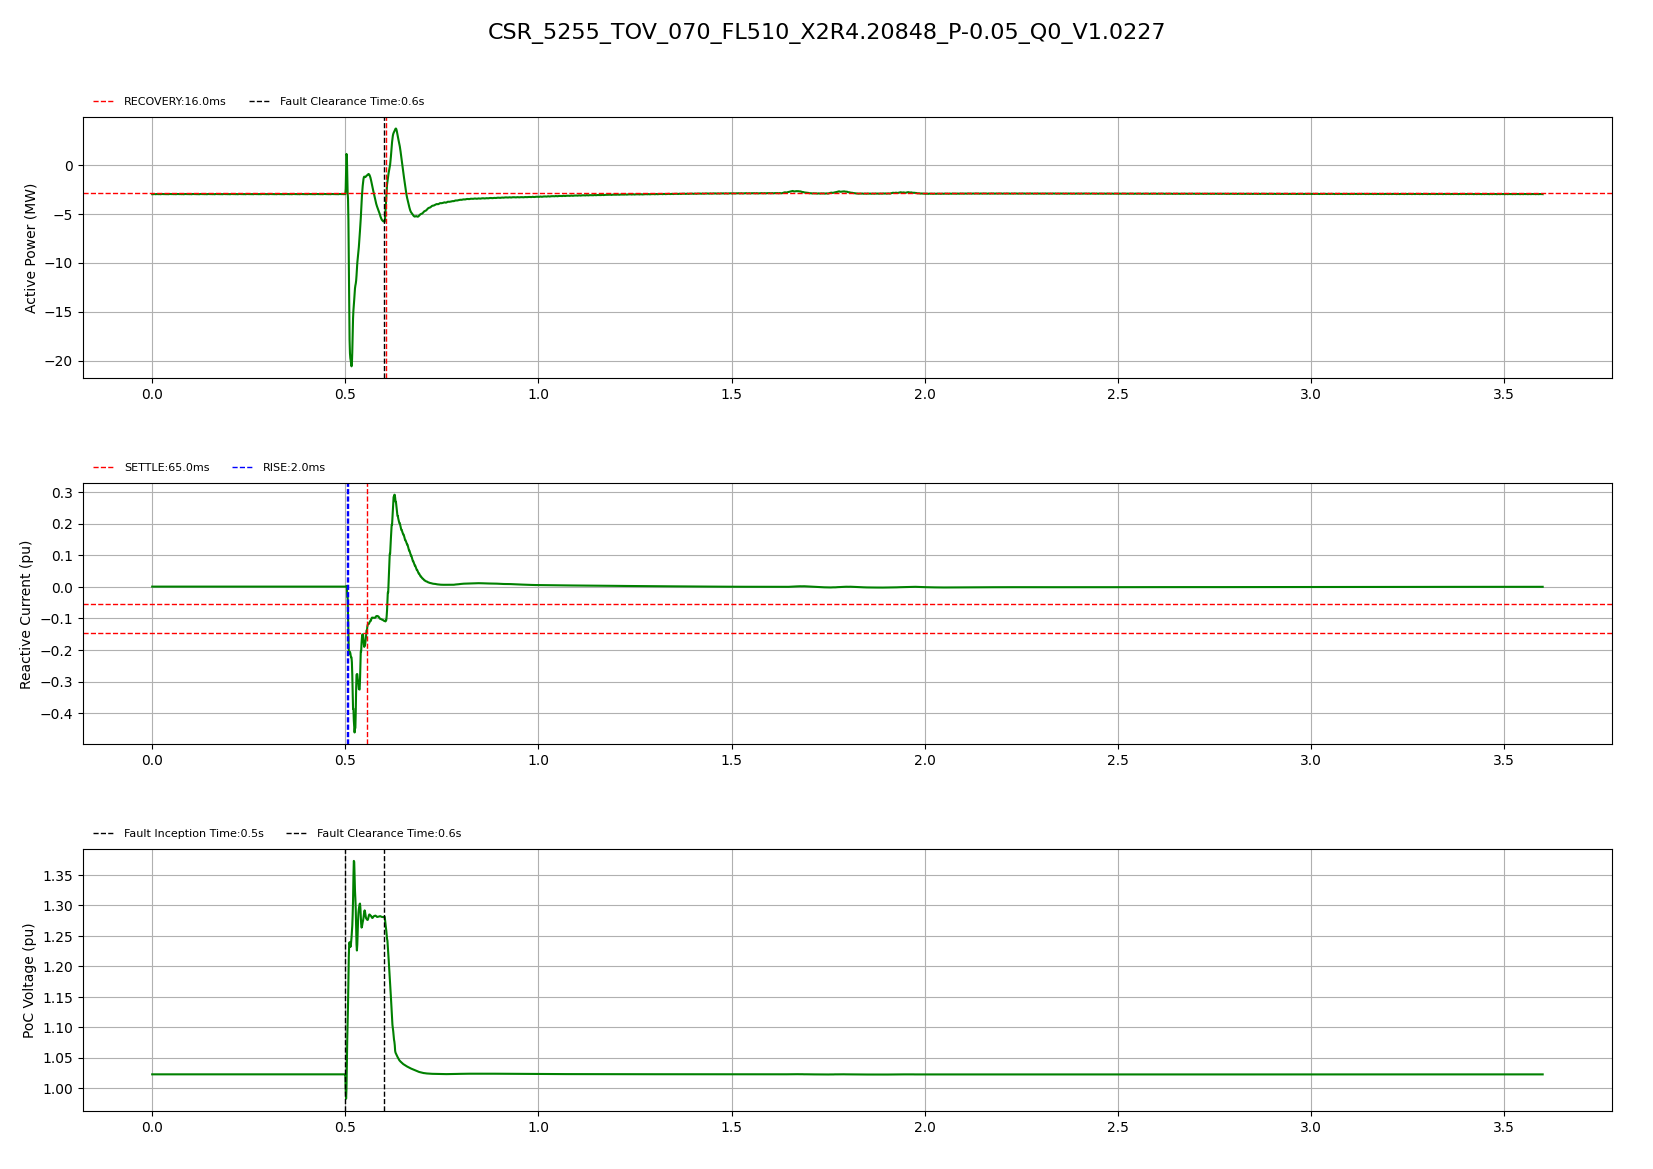 CSR_5255_TOV_070_FL510_X2R4.20848_P-0.05_Q0_V1.0227
RECOVERY:16.0ms Fault Clearance Time:0.6s
Active Power (MW)
0
−5
−10
−15
−20
0.0 0.5 1.0 1.5 2.0 2.5 3.0 3.5
SETTLE:65.0ms RISE:2.0ms
Reactive Current (pu)
0.3
0.2
0.1
0.0
−0.1
−0.2
−0.3
−0.4
0.0 0.5 1.0 1.5 2.0 2.5 3.0 3.5
Fault Inception Time:0.5s Fault Clearance Time:0.6s
PoC Voltage (pu)
1.35
1.30
1.25
1.20
1.15
1.10
1.05
1.00
0.0 0.5 1.0 1.5 2.0 2.5 3.0 3.5